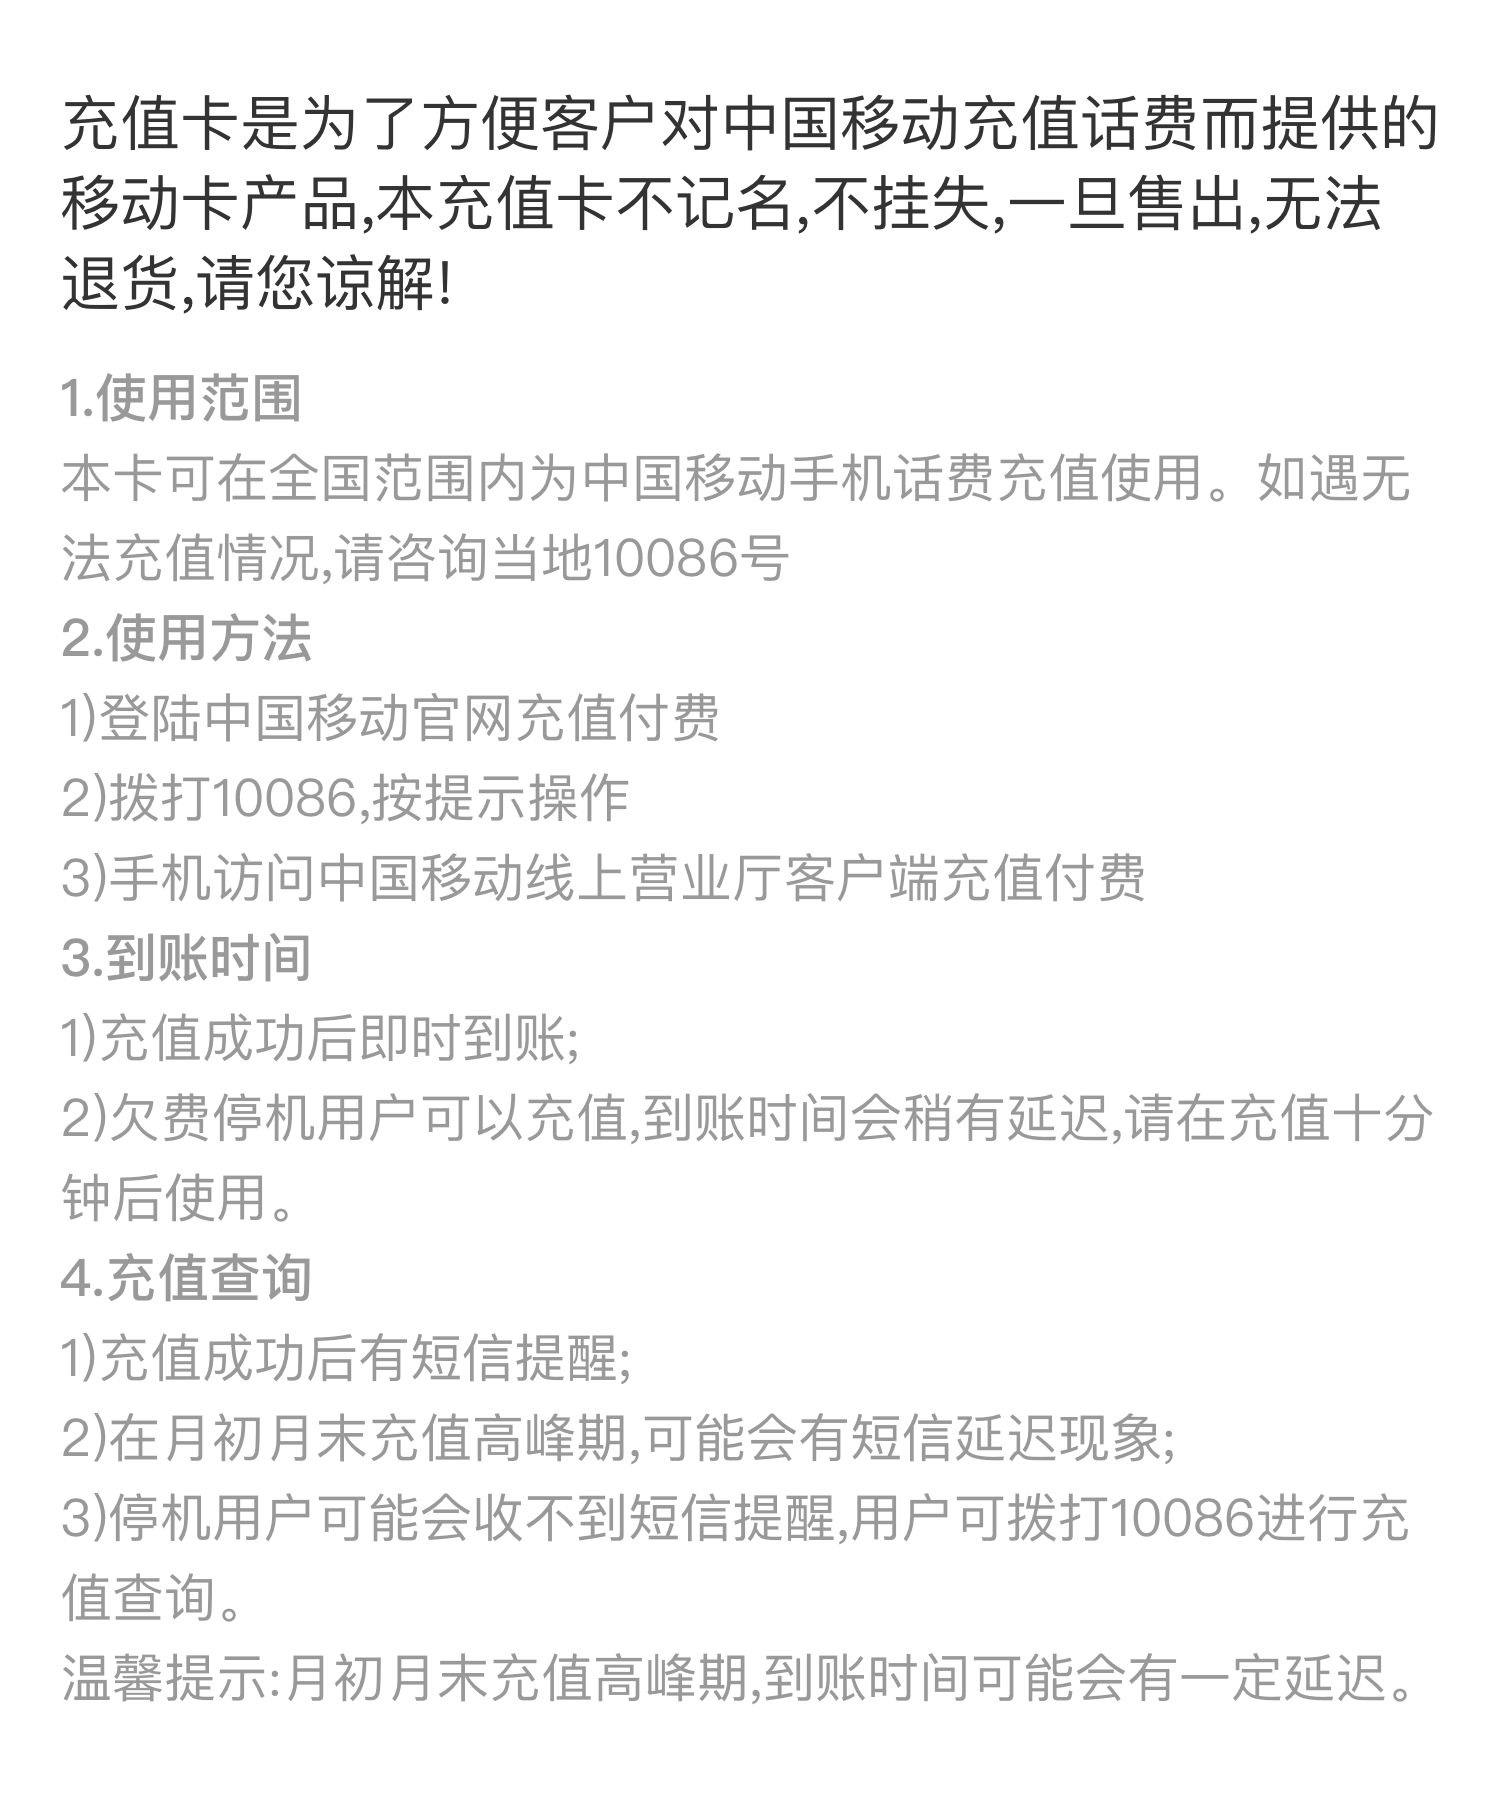 充值卡是为了方便客户对中国移动充值话费而提供的
移动卡产品,本充值卡不记名,不挂失,一旦售出,无法
退货,请您谅解!
1.使用范围
本卡可在全国范围内为中国移动手机话费充值使用。如遇无
法充值情况,请咨询当地10086号
2.使用方法
1)登陆中国移动官网充值付费
2)拨打10086,按提示操作
3)手机访问中国移动线上营业厅客户端充值付费
3.到账时间
1)充值成功后即时到账;
2)欠费停机用户可以充值,到账时间会稍有延迟,请在充值十分
钟后使用。
4.充值查询
1)充值成功后有短信提醒;
2)在月初月末充值高峰期,可能会有短信延迟现象;
3)停机用户可能会收不到短信提醒,用户可拨打10086进行充
值查询。
温馨提示:月初月末充值高峰期,到账时间可能会有一定延迟。